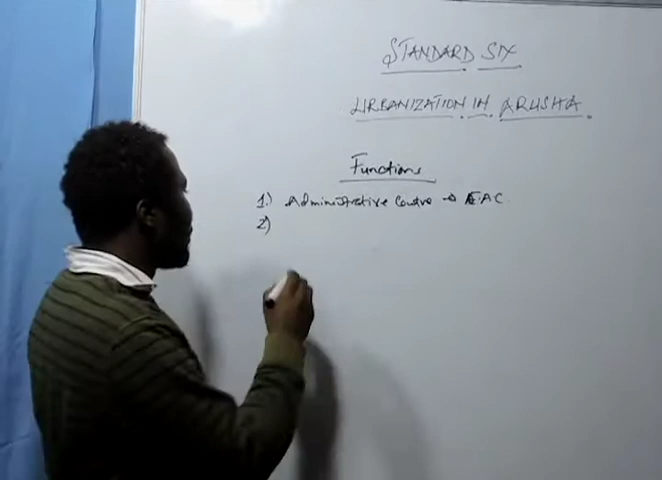 STANDARD SIX
URBANIZATION IN ARUSHA.
Functions
1.) Administrative Centre → EAC.
2)